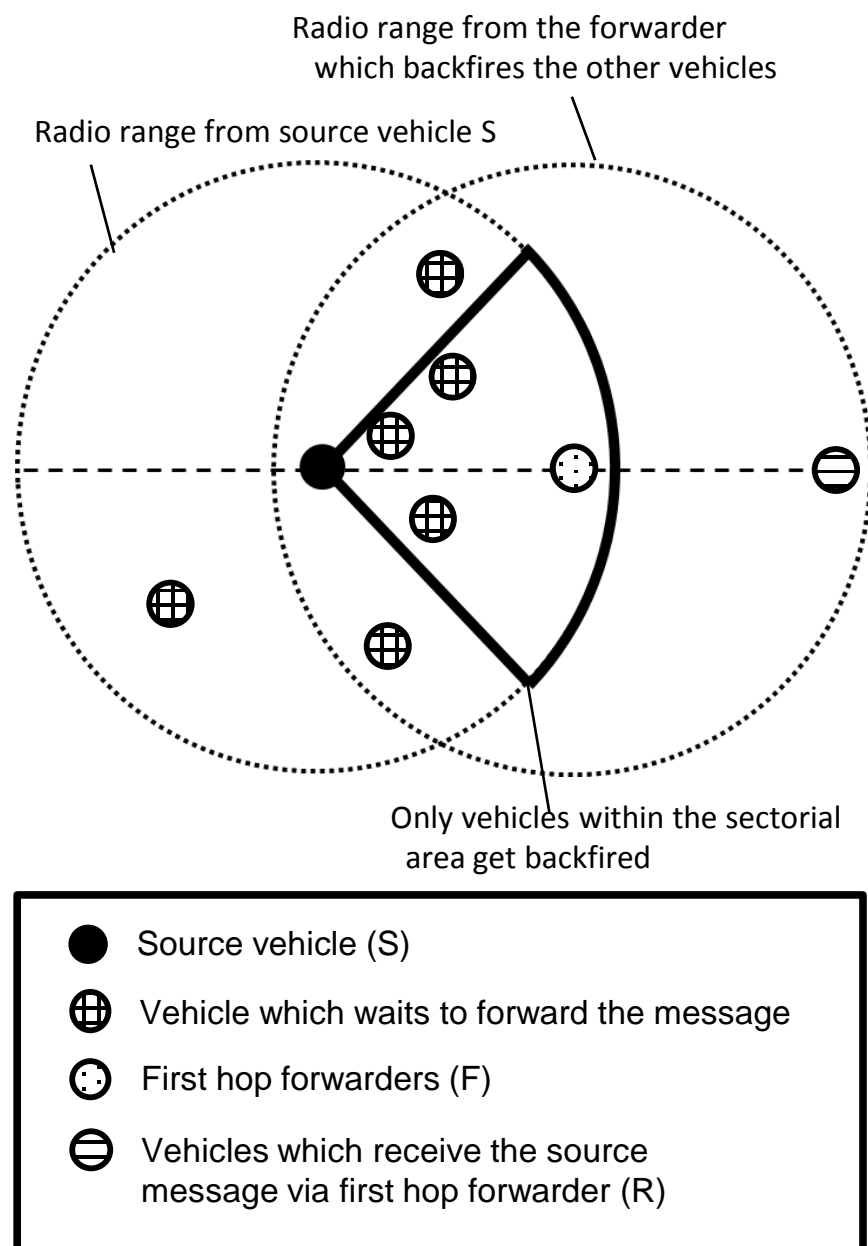 Radio range from the forwarder
which backfires the other vehicles
Radio range from source vehicle S
Only vehicles within the sectorial
area get backfired
Source vehicle (S)
Vehicle which waits to forward the message
First hop forwarders (F)
Vehicles which receive the source
message via first hop forwarder (R)